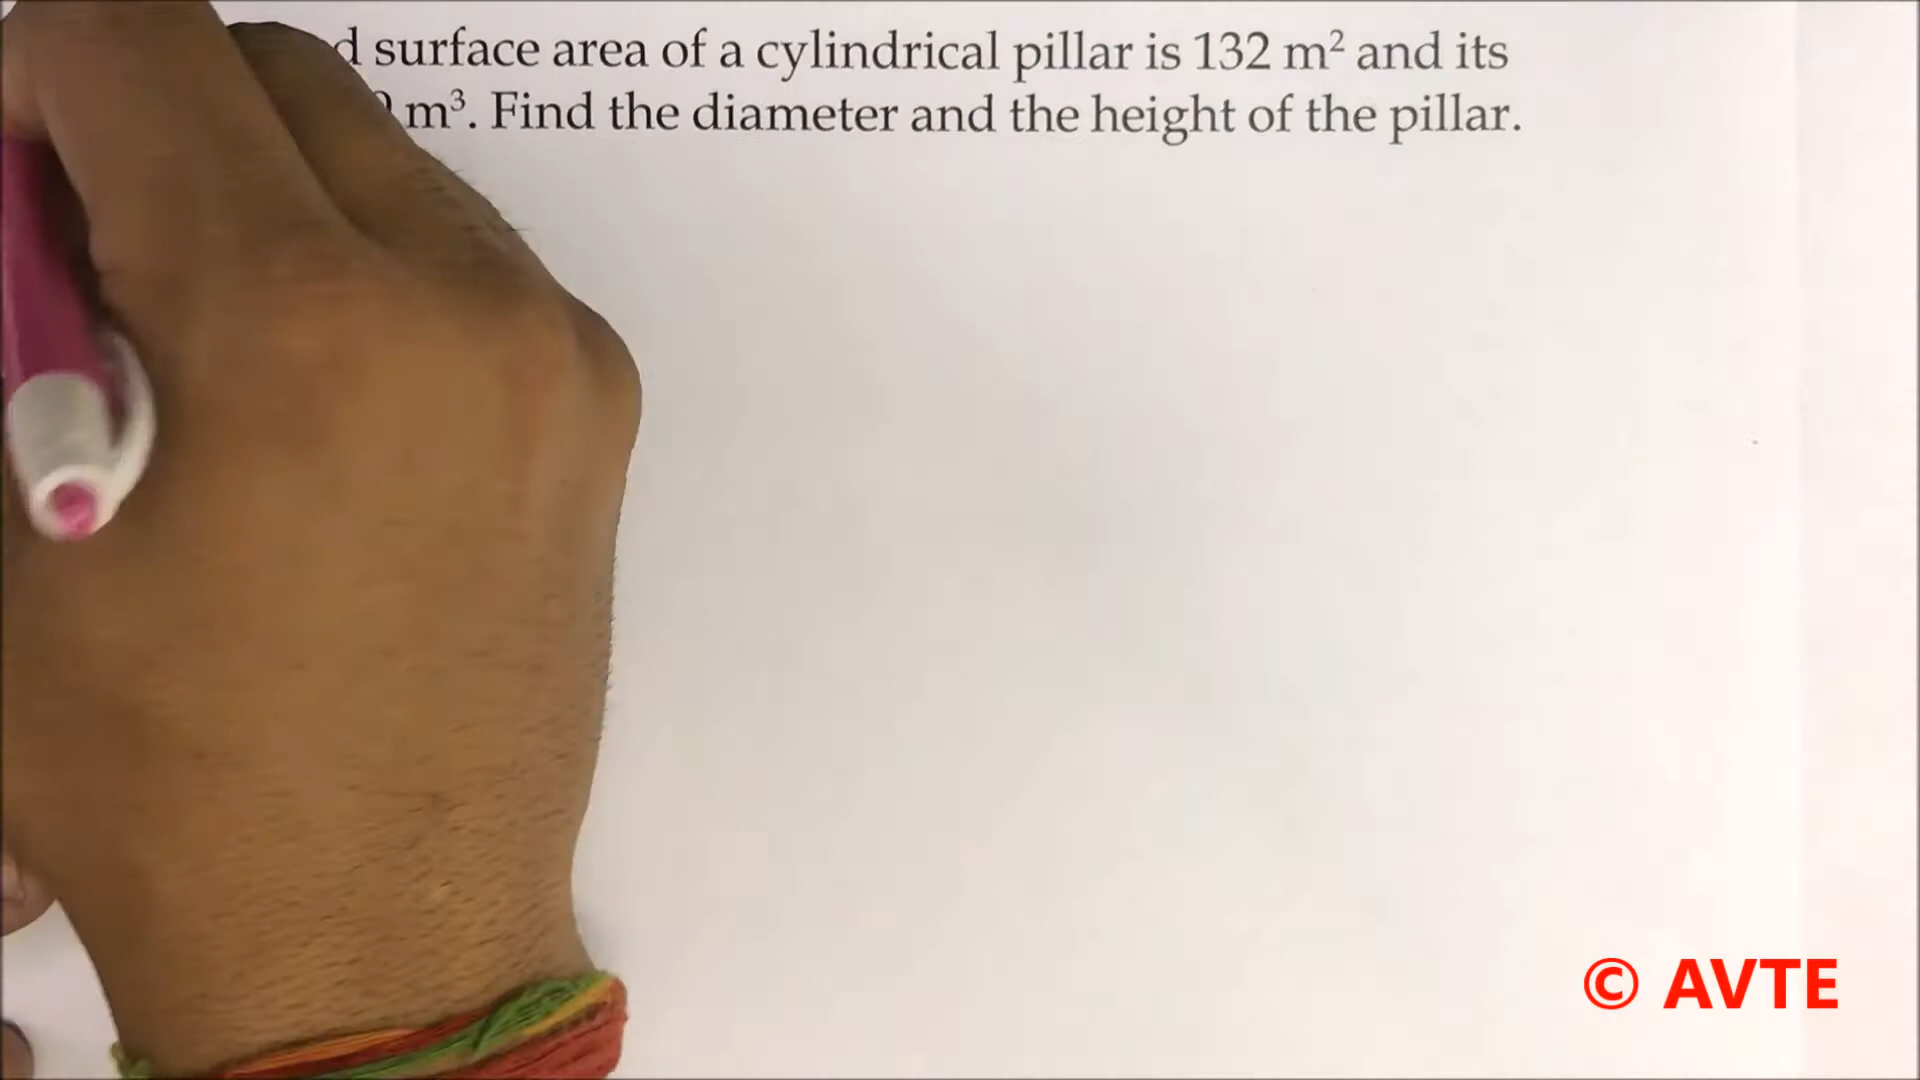 surface area of a cylindrical pillar is 132 m² and its
m³. Find the diameter and the height of the pillar.
© AVTE